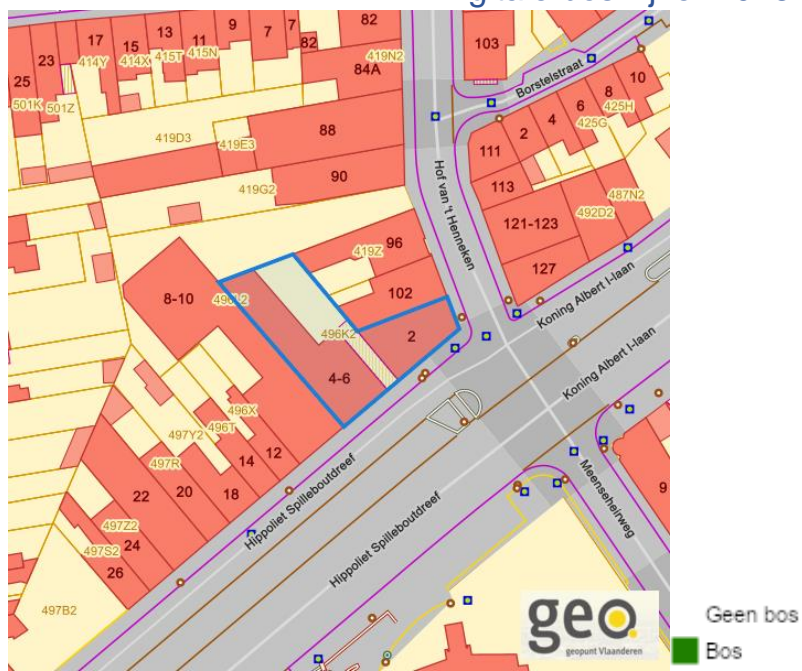 17
13
9
7
7
82
23
15
11
82
103
414Y
414X
415T
415N
419N2
25
84A
Borstelstraat
10
501K
501Z
8
6
425H
88
4
425G
419D3
419E3
2
111
90
113
487N2
419G2
Hof van 't Henneken
492D2
121-123
96
419Z
127
8-10
102
Koning Albert I-laan
496K2
2
Koning Albert I-laan
4-6
496X
496T
497Y2
12
14
497R
Meenseheirweg
22
20
18
9
497Z2
24
Hippoliet Spilleboutdreef
497S2
26
Hippoliet Spilleboutdreef
497B2
geo
geopunt Vlaanderen
Geen bos
Bos